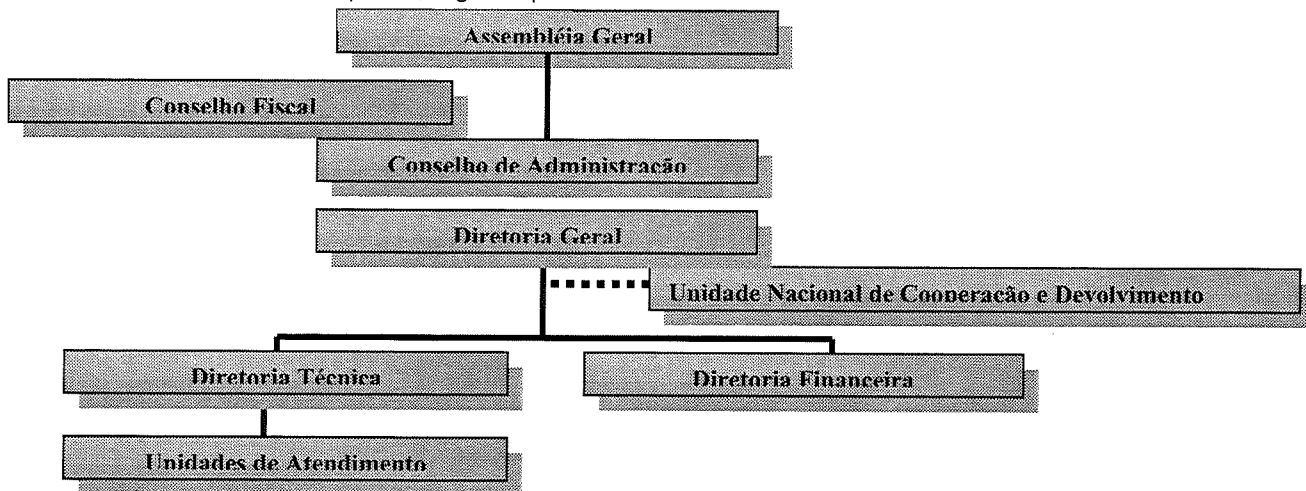 Assembléia Geral
Conselho Fiscal
Conselho de Administração
Diretoria Geral
Unidade Nacional de Cooperação e Devolvimento
Diretoria Técnica
Diretoria Financeira
Unidades de Atendimento